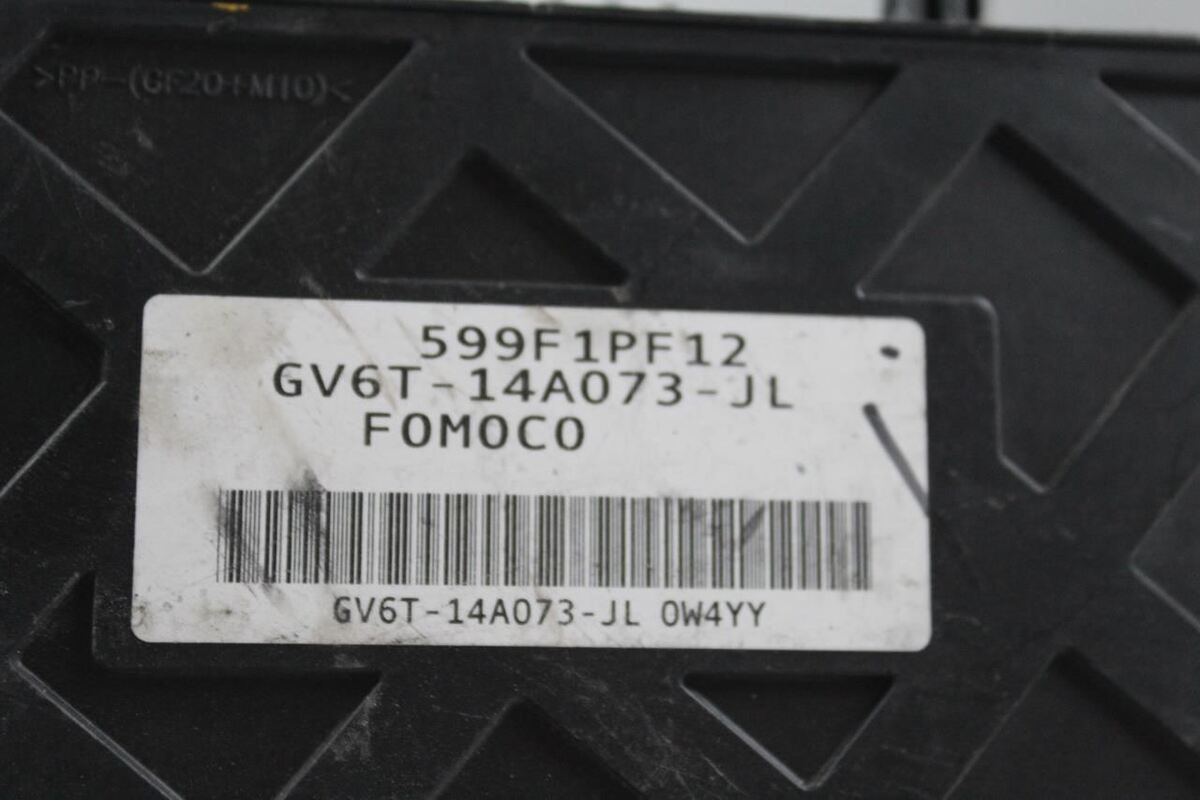 >PP-(GF20+M10)<
599F1PF12
GV6T-14A073-JL
FOMOCO
GV6T-14A073-JL 0W4YY